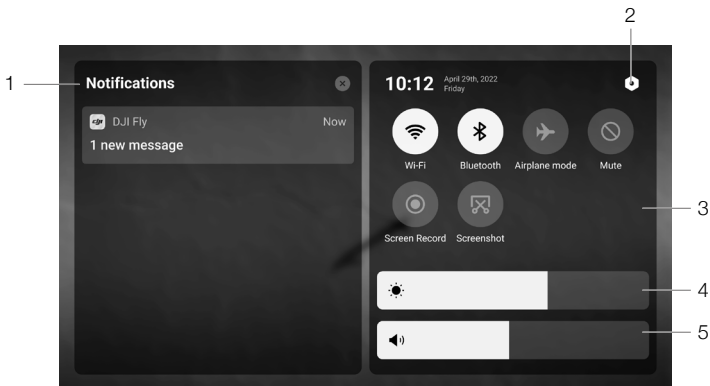 2
1
Notifications
10:12
April 29th, 2022
Friday
dji
DJI Fly
Now
1 new message
Wi-Fi
Bluetooth
Airplane mode
Mute
3
Screen Record
Screenshot
4
5